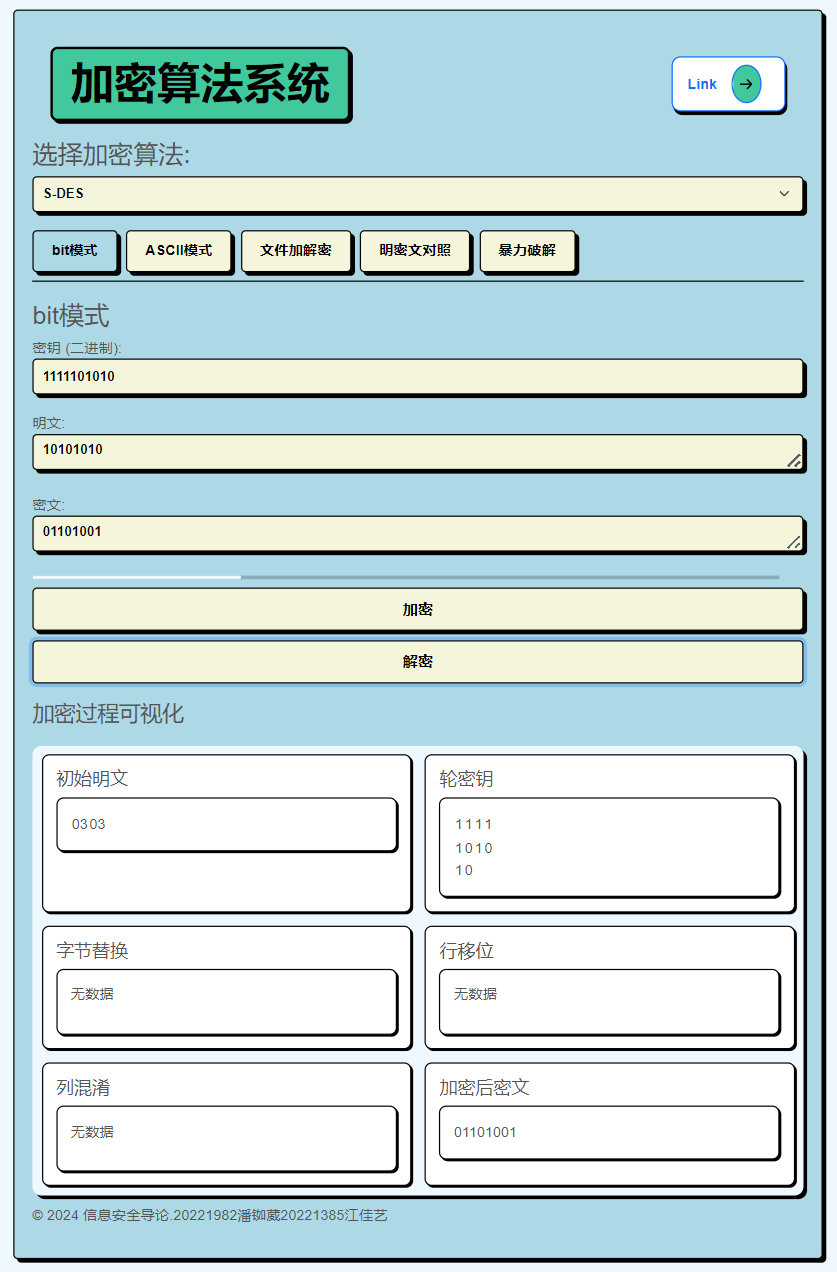 加密算法系统
Link
选择加密算法:
S-DES
bit模式 ASCII模式 文件加解密 明密文对照 暴力破解
bit模式
密钥 (二进制):
1111101010
明文:
10101010
密文:
01101001
加密
解密
加密过程可视化
初始明文
0303
轮密钥
1111
1010
10
字节替换
无数据
行移位
无数据
列混淆
无数据
加密后密文
01101001
© 2024 信息安全导论.20221982潘铷葳20221385江佳艺